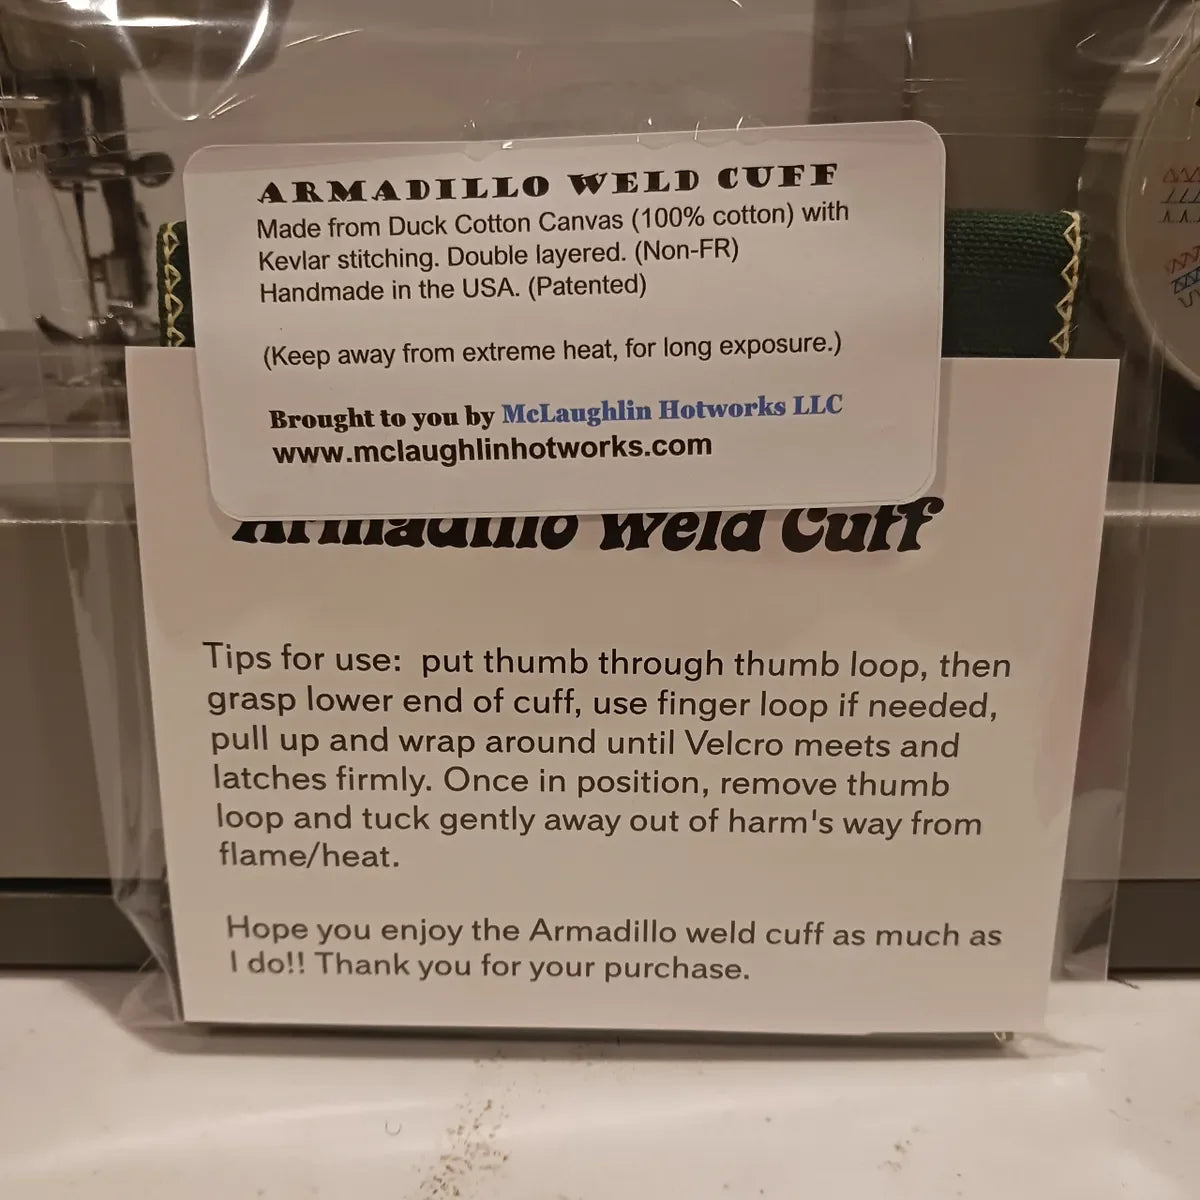 ARMADILLO WELD CUFF
Made from Duck Cotton Canvas (100% cotton) with
Kevlar stitching. Double layered. (Non-FR)
Handmade in the USA. (Patented)
(Keep away from extreme heat, for long exposure.)
Brought to you by McLaughlin Hotworks LLC
www.mclaughlinhotworks.com
Armadillo Weld Cuff
Tips for use:  put thumb through thumb loop, then
grasp lower end of cuff, use finger loop if needed,
pull up and wrap around until Velcro meets and
latches firmly. Once in position, remove thumb
loop and tuck gently away out of harm's way from
flame/heat.
Hope you enjoy the Armadillo weld cuff as much as
I do!! Thank you for your purchase.